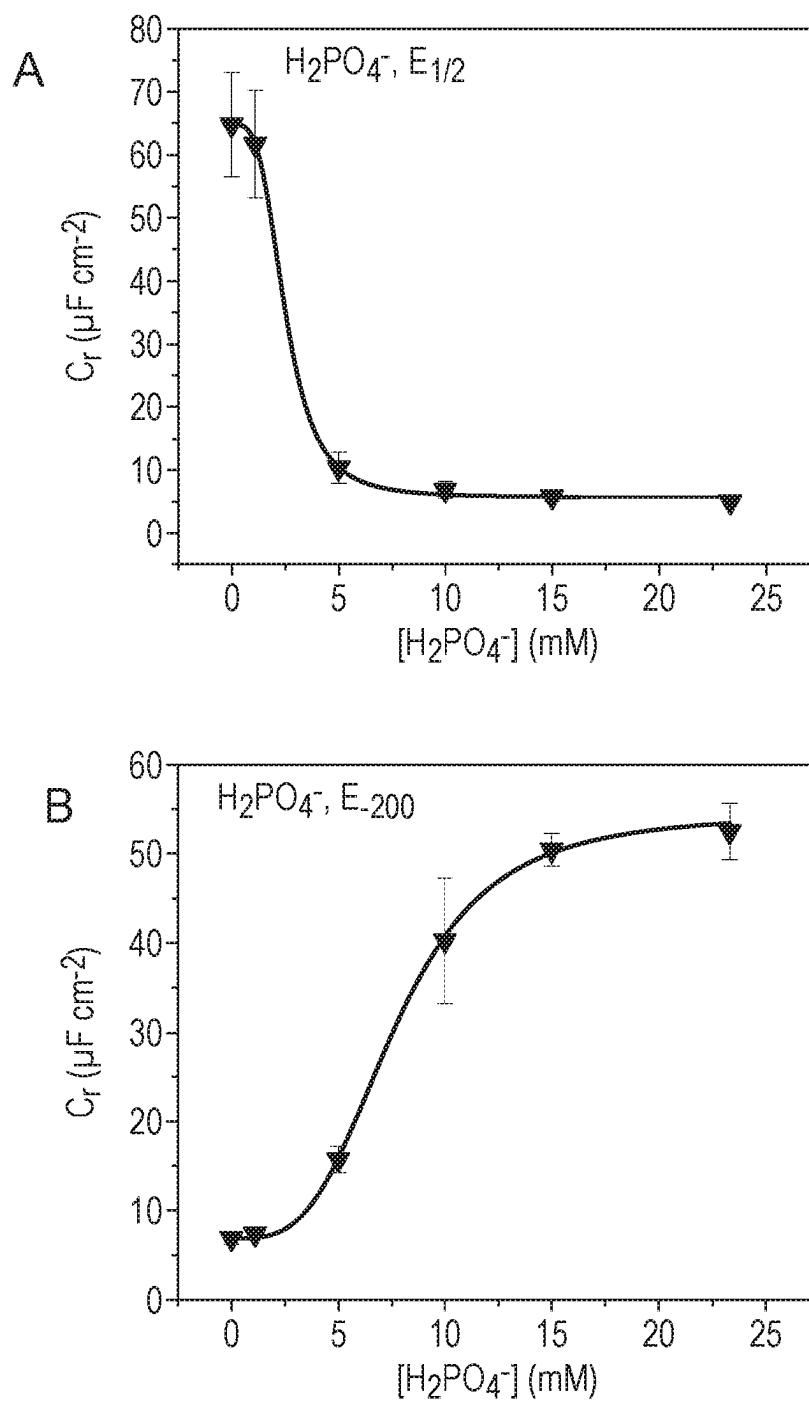 A
H₂PO₄⁻, E₁/₂
80
70
60
50
40
30
20
10
0
Cᵣ (µF cm⁻²)
0 5 10 15 20 25
[H₂PO₄⁻] (mM)
B
H₂PO₄⁻, E₋₂₀₀
60
50
40
30
20
10
0
Cᵣ (µF cm⁻²)
0 5 10 15 20 25
[H₂PO₄⁻] (mM)